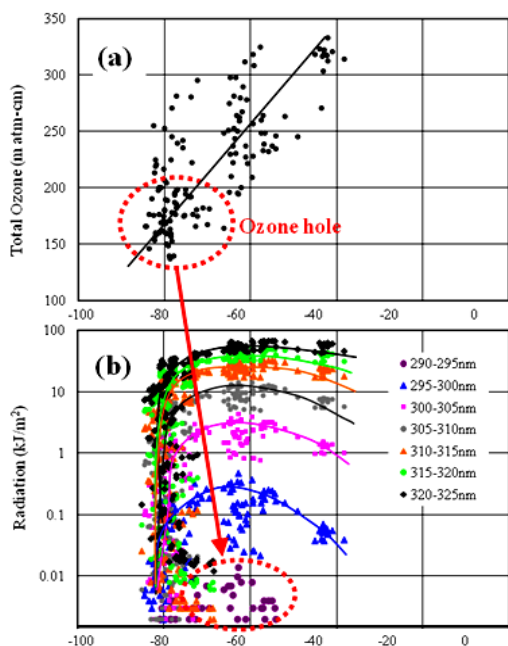 350
(a)
300
250
200
Ozone hole
150
100
Total Ozone (m atm-cm)
-100 -80 -60 -40 -20 0
100
(b)
10
1
0.1
0.01
Radiation (kJ/m²)
290-295nm
295-300nm
300-305nm
305-310nm
310-315nm
315-320nm
320-325nm
-100 -80 -60 -40 -20 0